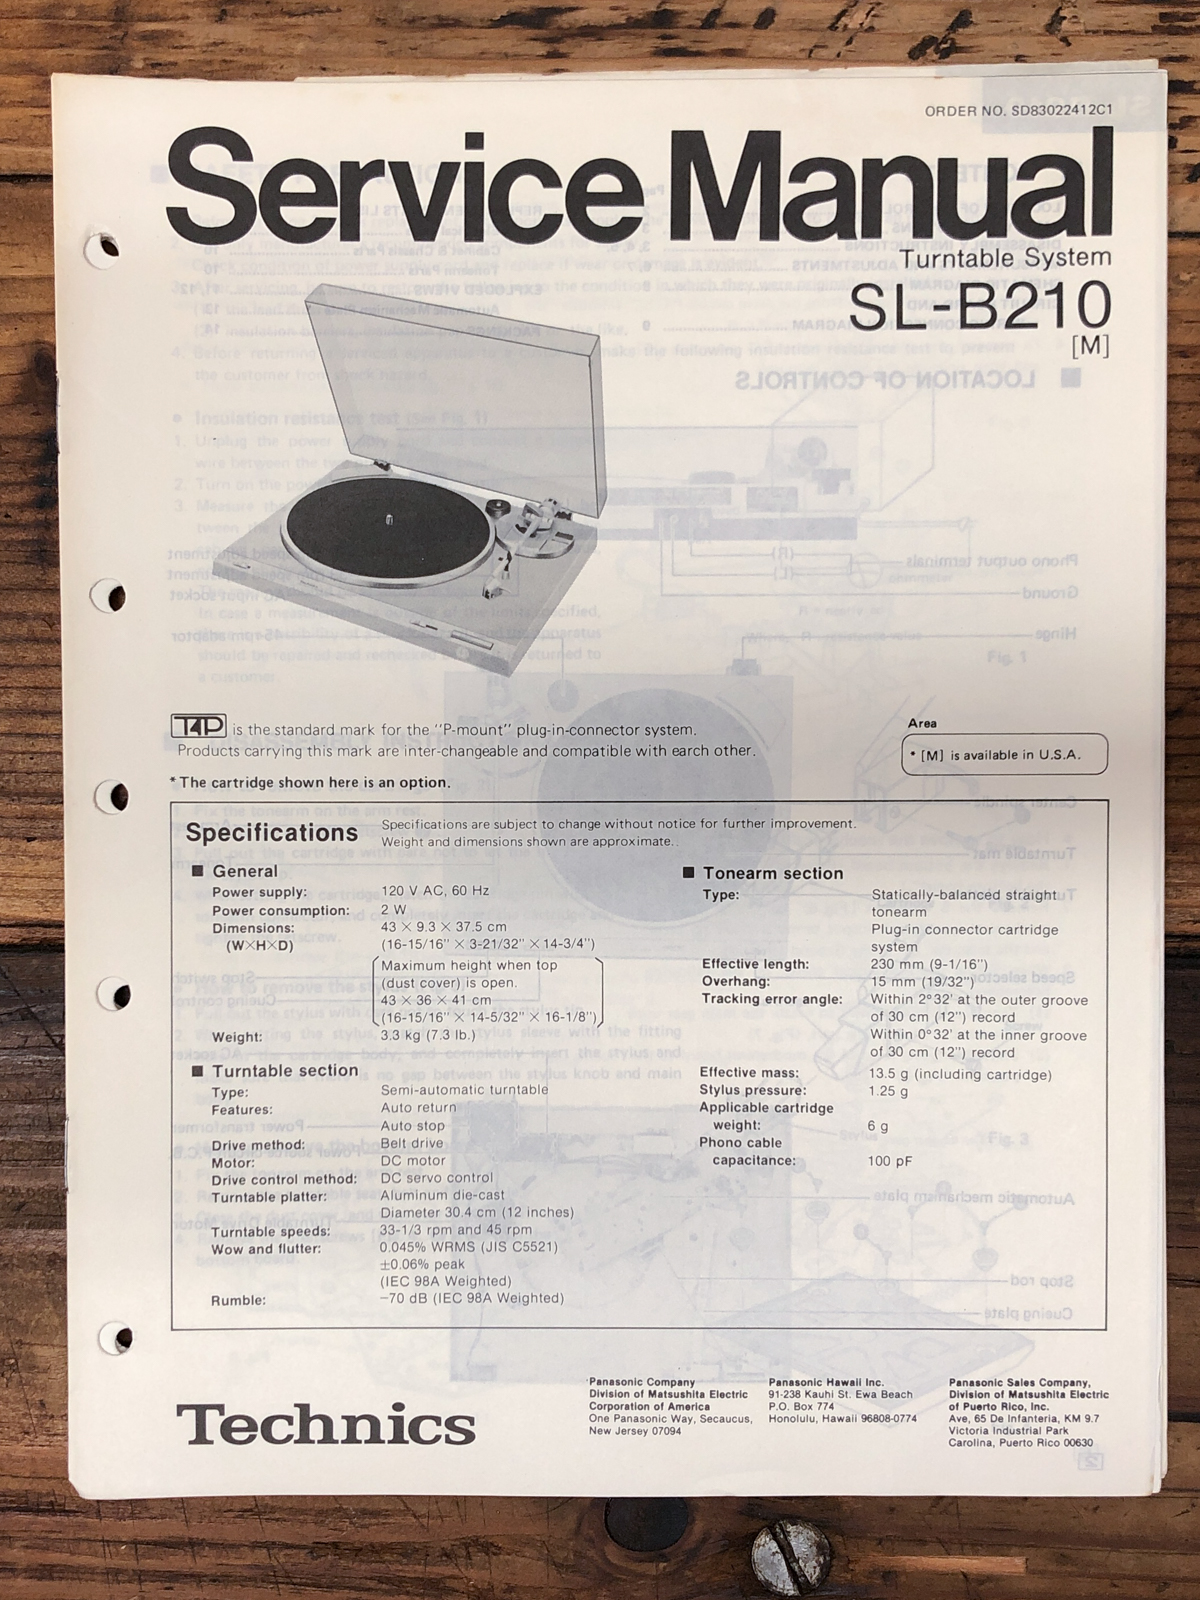 ORDER NO. SD83022412C1
Service Manual
Turntable System
SL-B210
[M]
T4P is the standard mark for the "P-mount" plug-in-connector system.
Products carrying this mark are inter-changeable and compatible with earch other.
* The cartridge shown here is an option.
Area
• [M] is available in U.S.A.
Specifications
Specifications are subject to change without notice for further improvement.
Weight and dimensions shown are approximate.
■ General
Power supply: 120 V AC, 60 Hz
Power consumption: 2 W
Dimensions: 43 × 9.3 × 37.5 cm
(W×H×D) (16-15/16" × 3-21/32" × 14-3/4")
Maximum height when top
(dust cover) is open.
43 × 36 × 41 cm
(16-15/16" × 14-5/32" × 16-1/8")
Weight: 3.3 kg (7.3 lb.)
■ Turntable section
Type: Semi-automatic turntable
Features: Auto return
Auto stop
Drive method: Belt drive
Motor: DC motor
Drive control method: DC servo control
Turntable platter: Aluminum die-cast
Diameter 30.4 cm (12 inches)
Turntable speeds: 33-1/3 rpm and 45 rpm
Wow and flutter: 0.045% WRMS (JIS C5521)
±0.06% peak
(IEC 98A Weighted)
Rumble: −70 dB (IEC 98A Weighted)
■ Tonearm section
Type: Statically-balanced straight
tonearm
Plug-in connector cartridge
system
Effective length: 230 mm (9-1/16")
Overhang: 15 mm (19/32")
Tracking error angle: Within 2°32' at the outer groove
of 30 cm (12") record
Within 0°32' at the inner groove
of 30 cm (12") record
Effective mass: 13.5 g (including cartridge)
Stylus pressure: 1.25 g
Applicable cartridge
weight: 6 g
Phono cable
capacitance: 100 pF
Technics
Panasonic Company
Division of Matsushita Electric
Corporation of America
One Panasonic Way, Secaucus,
New Jersey 07094
Panasonic Hawaii Inc.
91-238 Kauhi St. Ewa Beach
P.O. Box 774
Honolulu, Hawaii 96808-0774
Panasonic Sales Company,
Division of Matsushita Electric
of Puerto Rico, Inc.
Ave, 65 De Infanteria, KM 9.7
Victoria Industrial Park
Carolina, Puerto Rico 00630